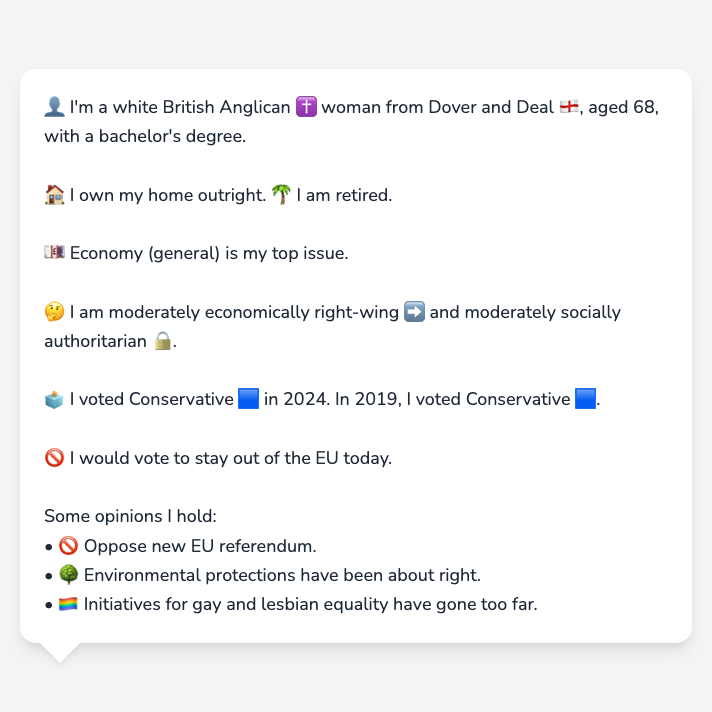 👤 I'm a white British Anglican ✝️ woman from Dover and Deal 🏴󠁧󠁢󠁥󠁮󠁧󠁿, aged 68,
with a bachelor's degree.
🏠 I own my home outright. 🌴 I am retired.
💷 Economy (general) is my top issue.
🤔 I am moderately economically right-wing ➡️ and moderately socially
authoritarian 🔒.
🗳️ I voted Conservative 🟦 in 2024. In 2019, I voted Conservative 🟦.
🚫 I would vote to stay out of the EU today.
Some opinions I hold:
• 🚫 Oppose new EU referendum.
• 🌳 Environmental protections have been about right.
• 🏳️‍🌈 Initiatives for gay and lesbian equality have gone too far.